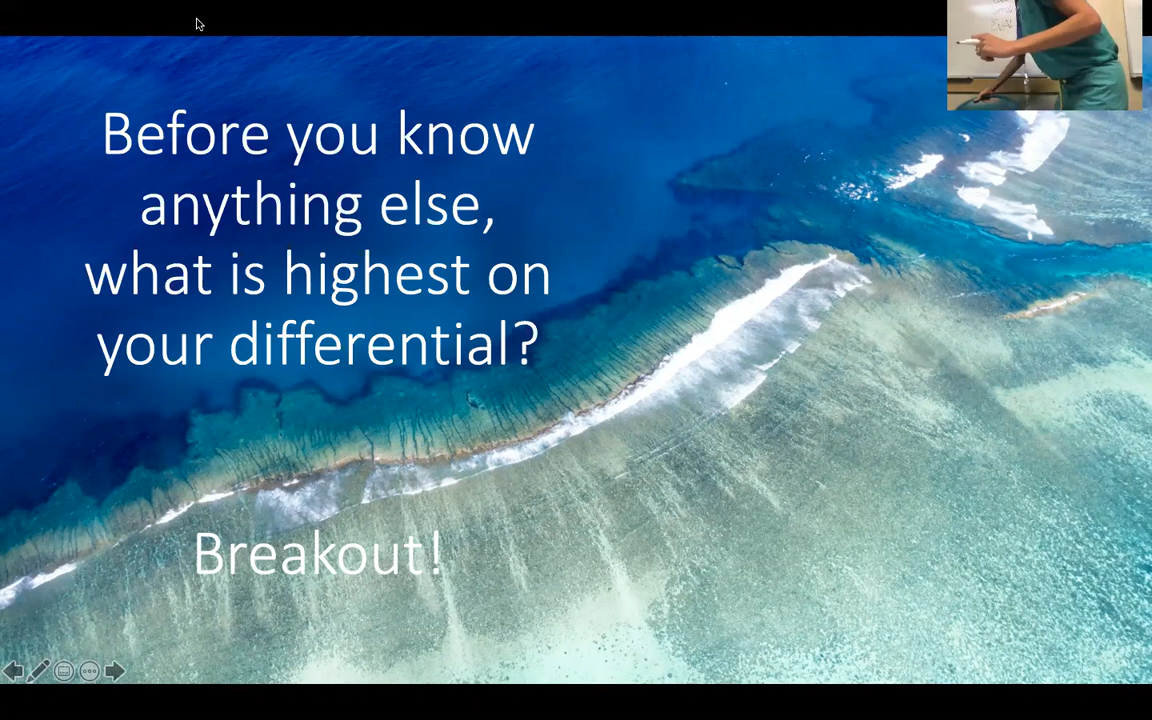 Before you know
anything else,
what is highest on
your differential?
Breakout!